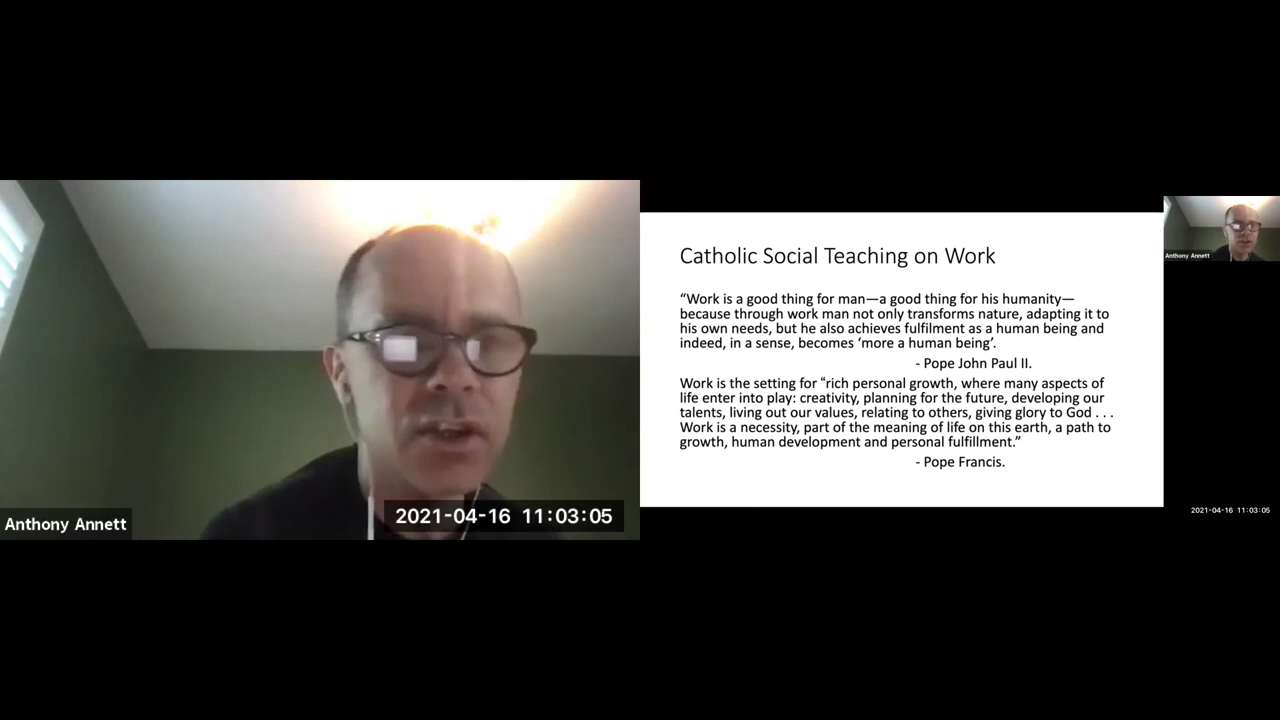 Anthony Annett
2021-04-16 11:03:05
Catholic Social Teaching on Work
“Work is a good thing for man—a good thing for his humanity—
because through work man not only transforms nature, adapting it to
his own needs, but he also achieves fulfilment as a human being and
indeed, in a sense, becomes ‘more a human being’.
- Pope John Paul II.
Work is the setting for “rich personal growth, where many aspects of
life enter into play: creativity, planning for the future, developing our
talents, living out our values, relating to others, giving glory to God . . .
Work is a necessity, part of the meaning of life on this earth, a path to
growth, human development and personal fulfillment.”
- Pope Francis.
Anthony Annett
2021-04-16 11:03:05